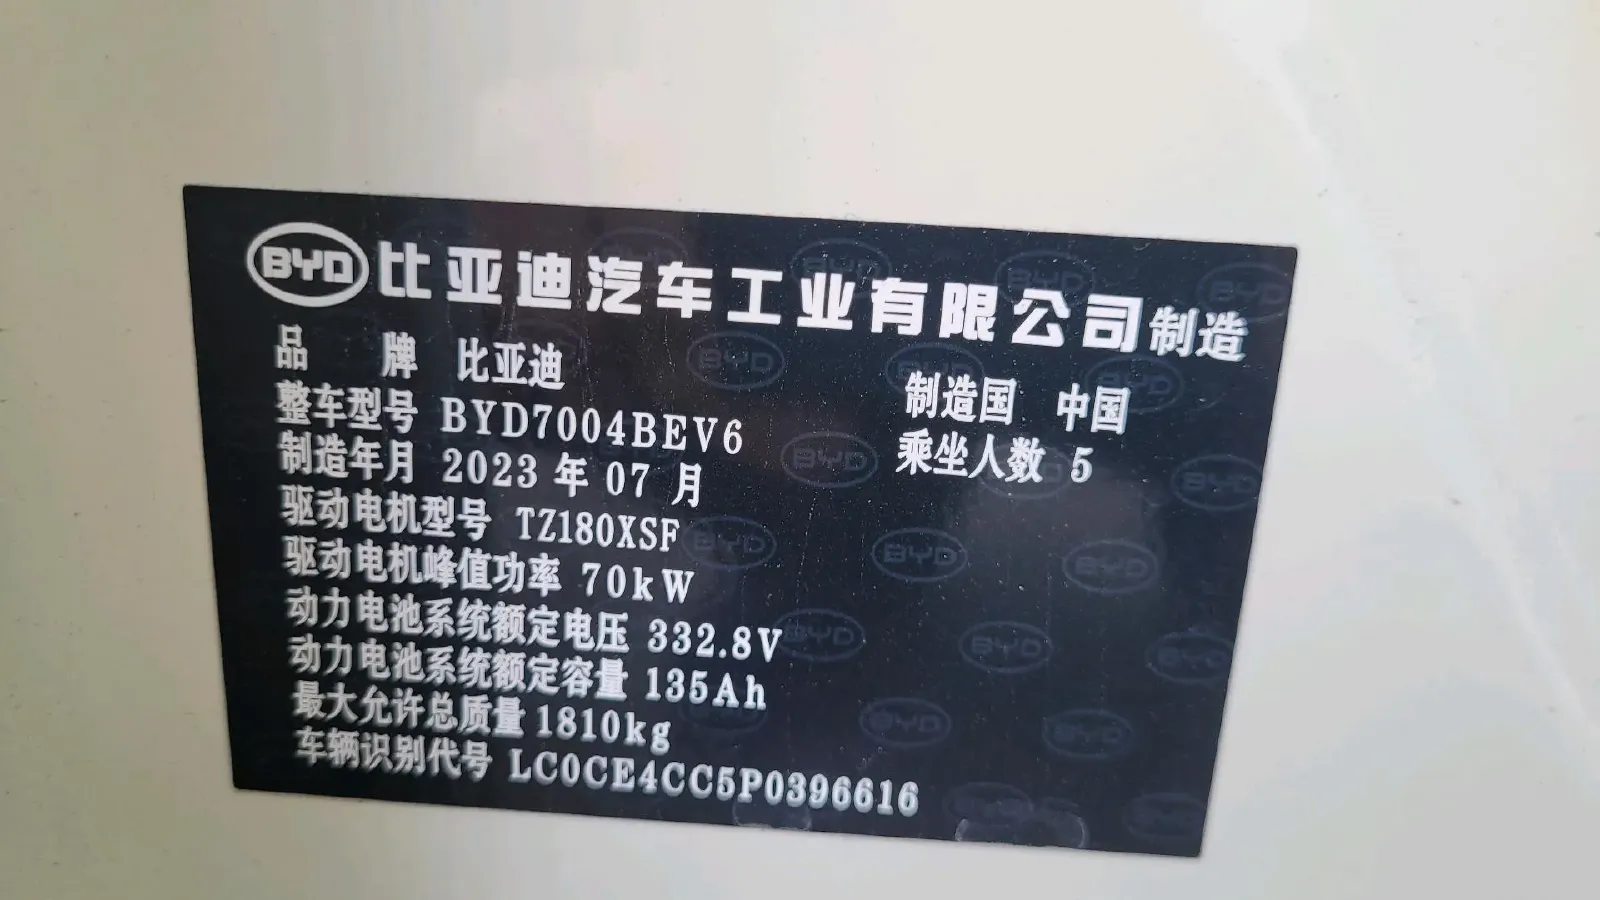 BYD 比亚迪汽车工业有限公司制造
品 牌 比亚迪
制造国 中国
整车型号 BYD7004BEV6
乘坐人数 5
制造年月 2023 年 07 月
驱动电机型号 TZ180XSF
驱动电机峰值功率 70kW
动力电池系统额定电压 332.8V
动力电池系统额定容量 135Ah
最大允许总质量 1810kg
车辆识别代号 LC0CE4CC5P0396616